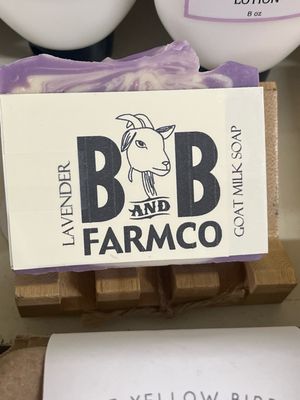 LOTION
8 oz
LAVENDER
B AND B
FARMCO
GOAT MILK SOAP
YELLOW BIRD